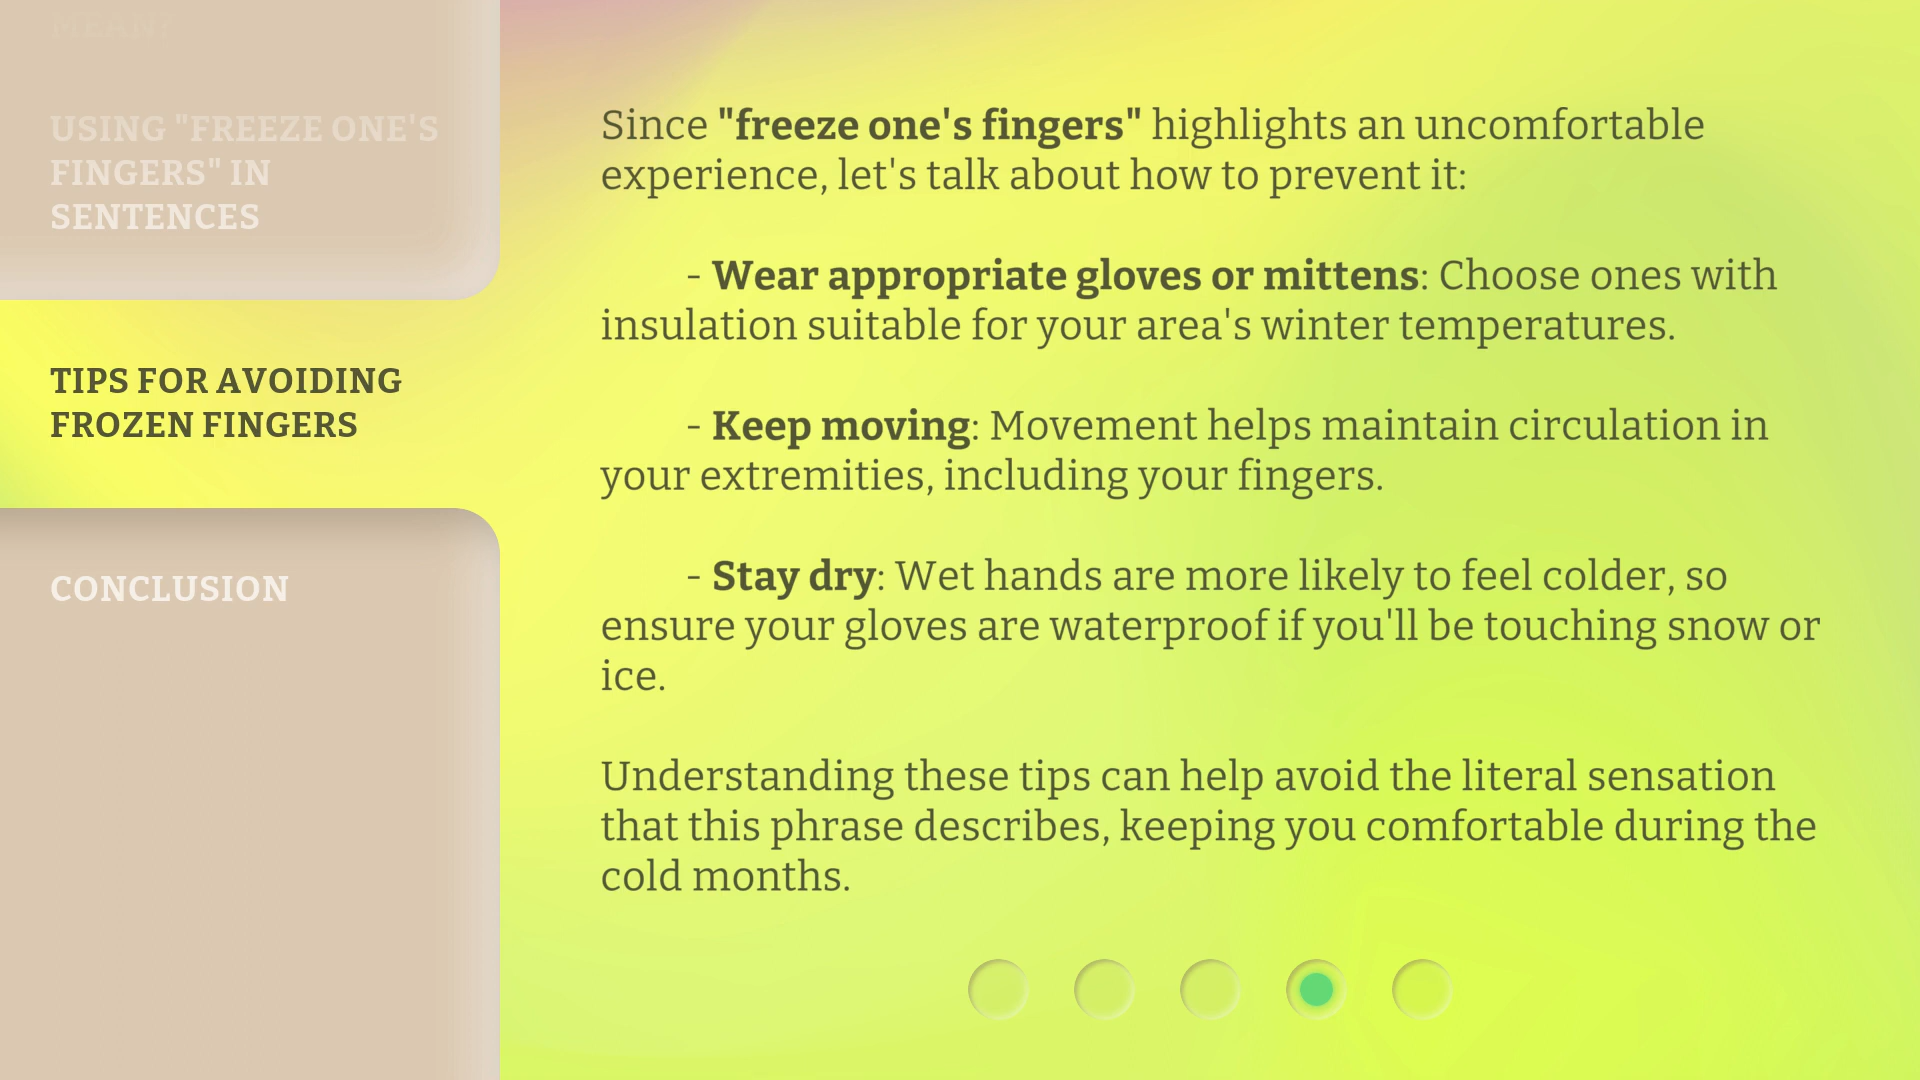 MEAN?
USING "FREEZE ONE'S
FINGERS" IN
SENTENCES
TIPS FOR AVOIDING
FROZEN FINGERS
CONCLUSION
Since "freeze one's fingers" highlights an uncomfortable
experience, let's talk about how to prevent it:
- Wear appropriate gloves or mittens: Choose ones with
insulation suitable for your area's winter temperatures.
- Keep moving: Movement helps maintain circulation in
your extremities, including your fingers.
- Stay dry: Wet hands are more likely to feel colder, so
ensure your gloves are waterproof if you'll be touching snow or
ice.
Understanding these tips can help avoid the literal sensation
that this phrase describes, keeping you comfortable during the
cold months.